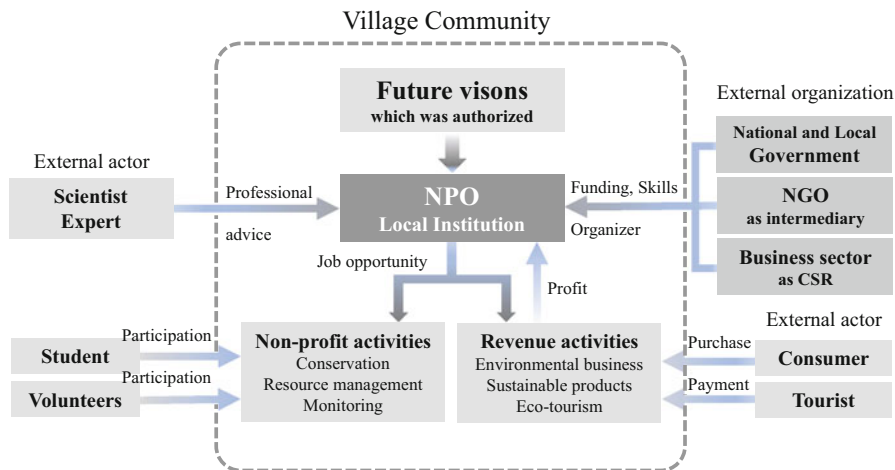 Village Community
Future visons
which was authorized
External organization
National and Local
Government
NGO
as intermediary
Business sector
as CSR
External actor
Scientist
Expert
Professional
advice
NPO
Local Institution
Funding, Skills
Organizer
Job opportunity
Profit
Non-profit activities
Conservation
Resource management
Monitoring
Revenue activities
Environmental business
Sustainable products
Eco-tourism
Participation
Student
Participation
Volunteers
External actor
Purchase
Consumer
Payment
Tourist